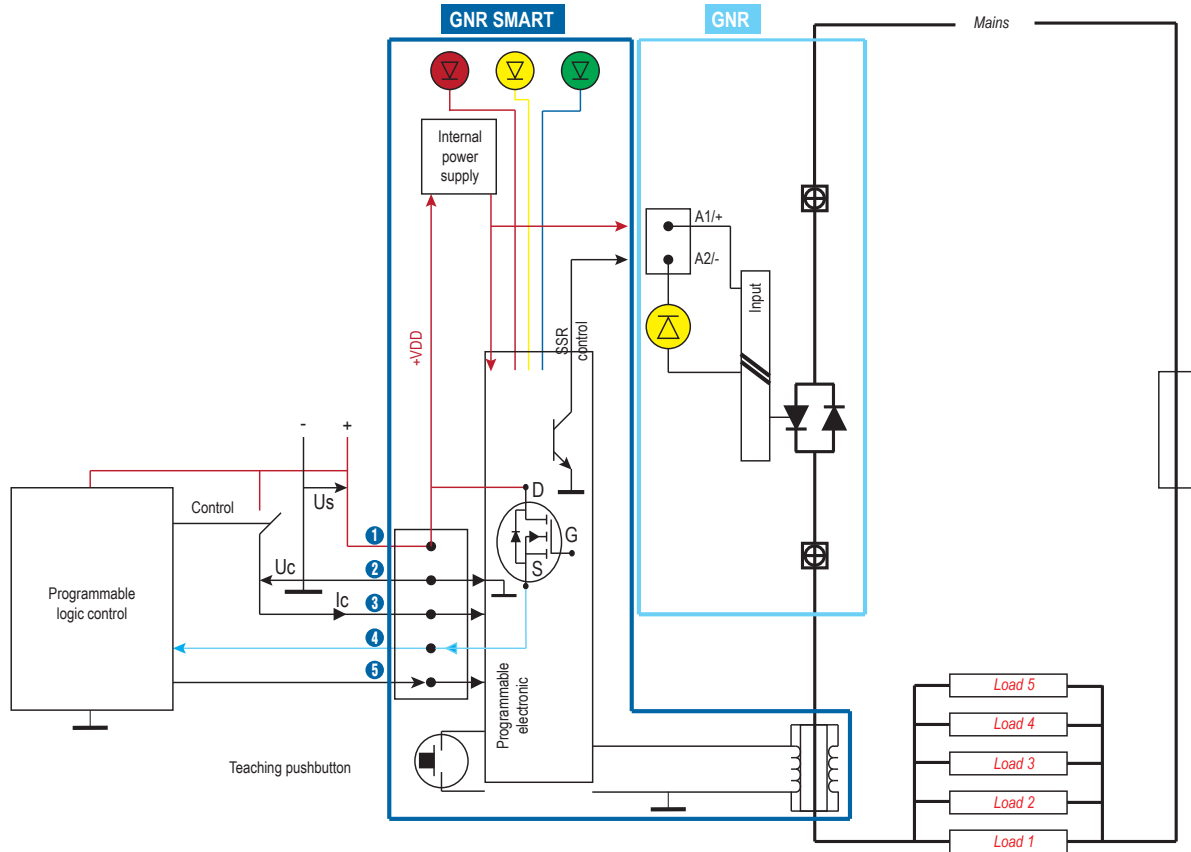 GNR SMART
GNR
Mains
Internal
power
supply
A1/+
A2/-
Input
SSR
control
+VDD
-
+
Us
Control
D
G
S
1
Uc
2
Ic
3
4
5
Programmable
logic control
Programmable
electronic
Teaching pushbutton
Load 5
Load 4
Load 3
Load 2
Load 1